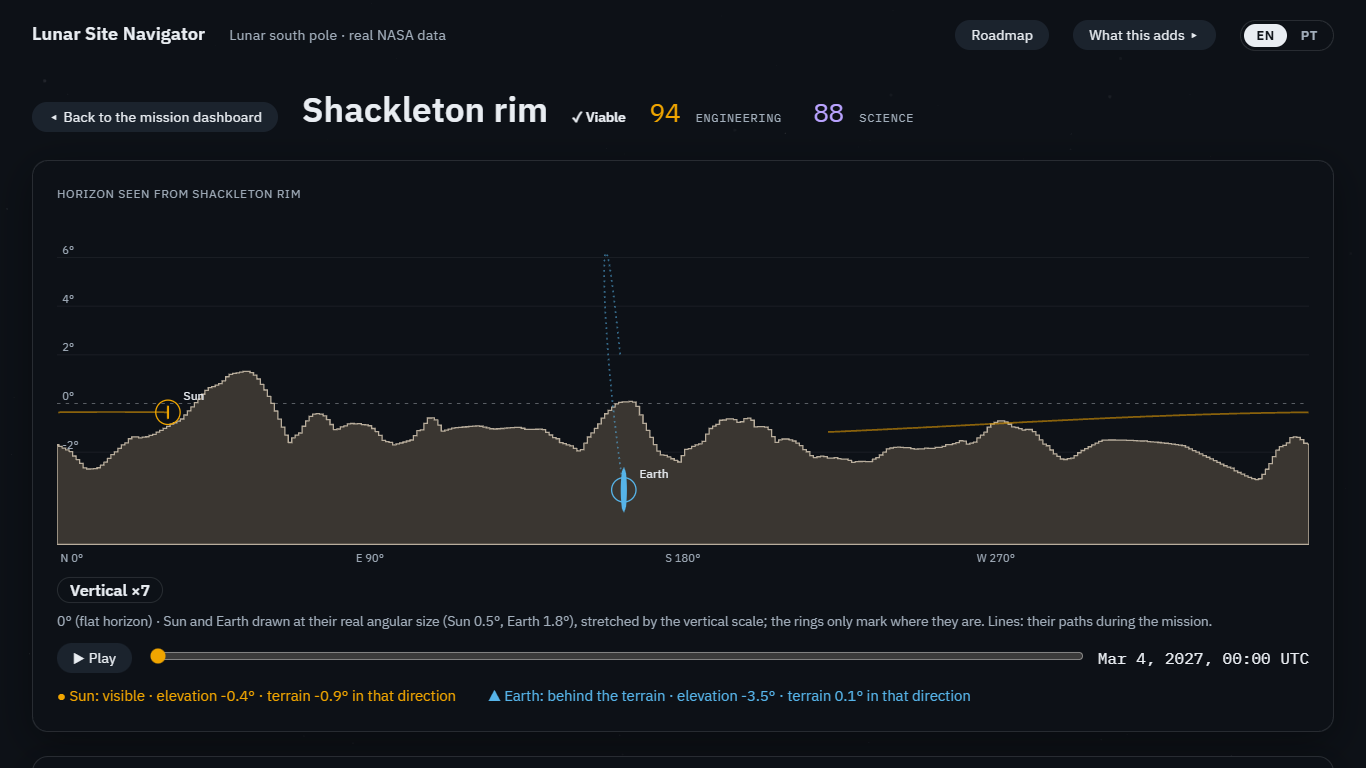 Lunar Site Navigator Lunar south pole · real NASA data Roadmap What this adds ▸ EN PT
◂ Back to the mission dashboard Shackleton rim ✓ Viable 94 ENGINEERING 88 SCIENCE
HORIZON SEEN FROM SHACKLETON RIM
6°
4°
2°
0° Sun
-2°
Earth
N 0° E 90° S 180° W 270°
Vertical ×7
0° (flat horizon) · Sun and Earth drawn at their real angular size (Sun 0.5°, Earth 1.8°), stretched by the vertical scale; the rings only mark where they are. Lines: their paths during the mission.
▶ Play Mar 4, 2027, 00:00 UTC
● Sun: visible · elevation -0.4° · terrain -0.9° in that direction ▲ Earth: behind the terrain · elevation -3.5° · terrain 0.1° in that direction